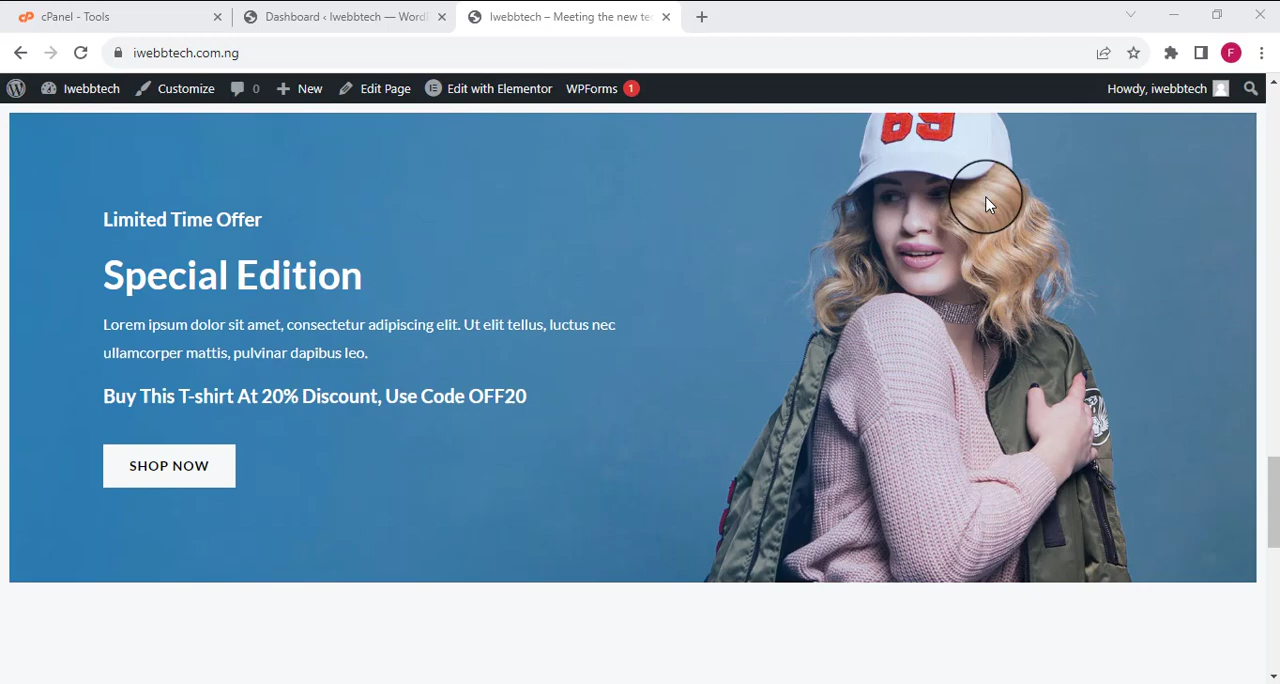 cPanel - Tools
Dashboard ‹ Iwebbtech — Wordl
Iwebbtech – Meeting the new te
iwebbtech.com.ng
F
Iwebbtech
Customize
0
New
Edit Page
Edit with Elementor
WPForms 1
Howdy, iwebbtech
69
Limited Time Offer
Special Edition
Lorem ipsum dolor sit amet, consectetur adipiscing elit. Ut elit tellus, luctus nec
ullamcorper mattis, pulvinar dapibus leo.
Buy This T-shirt At 20% Discount, Use Code OFF20
SHOP NOW